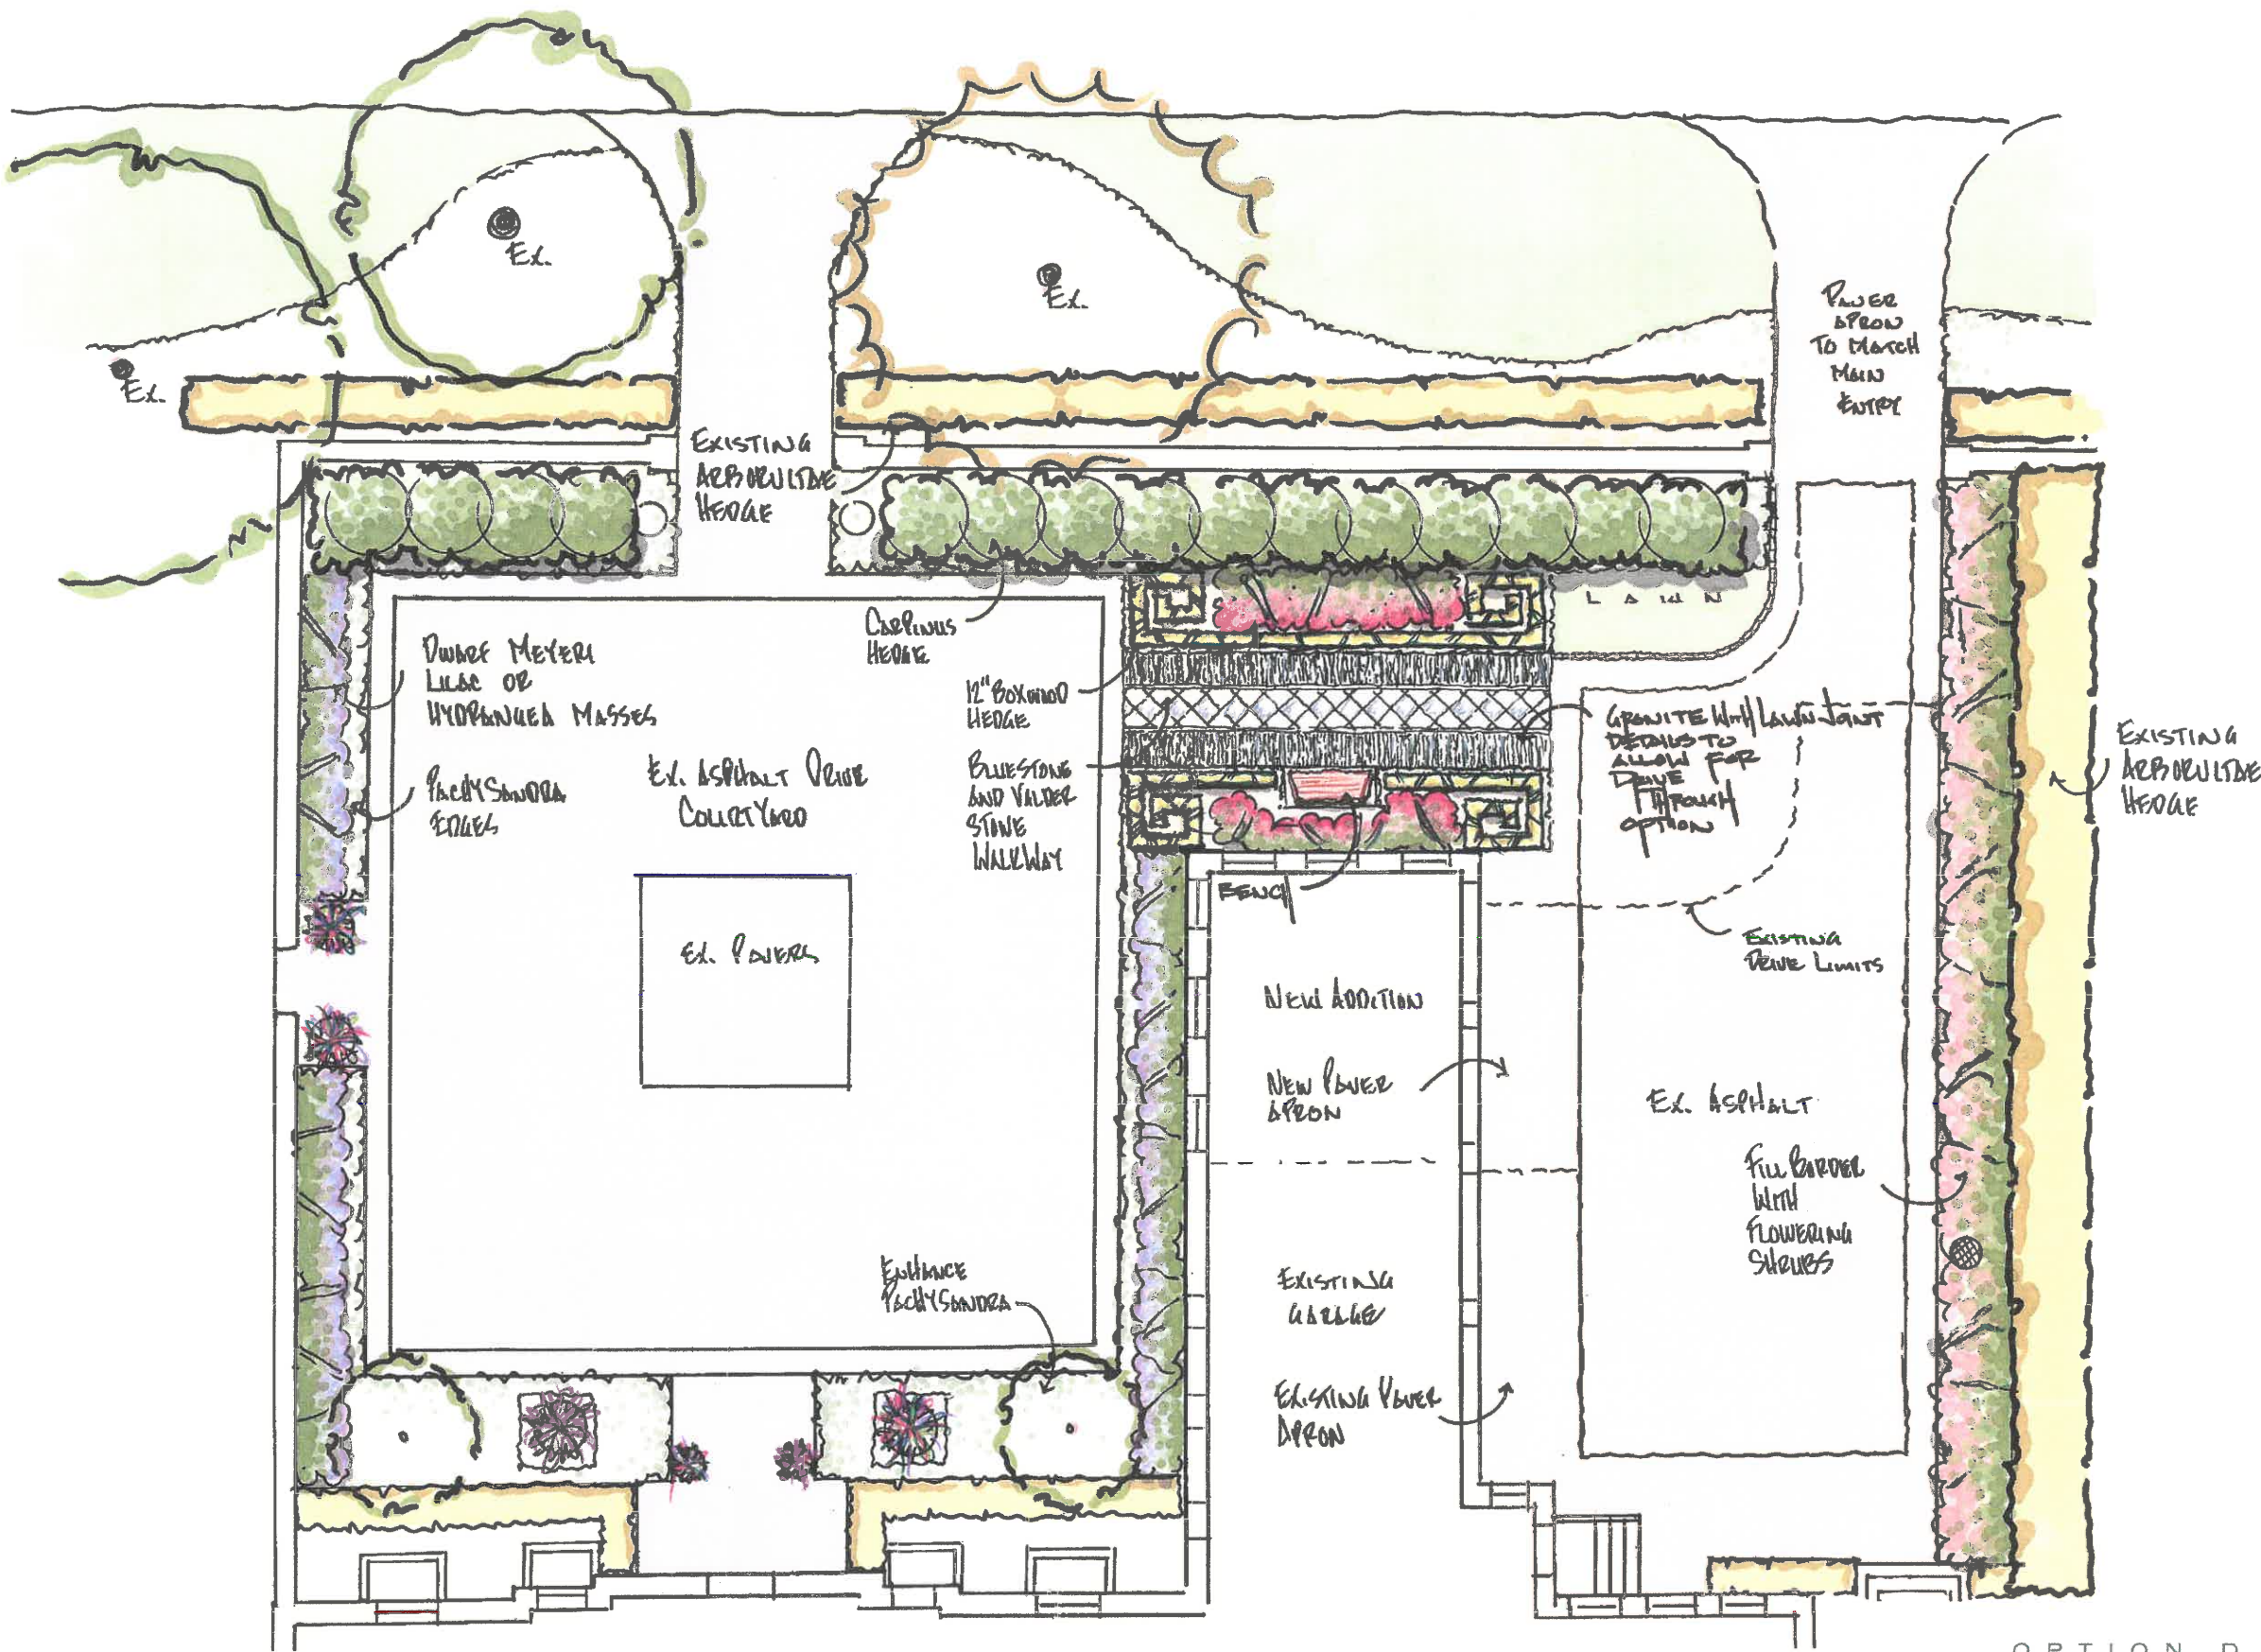 Ex.
Ex.
Ex.
PAVER
APRON
TO MATCH
MAIN
ENTRY
EXISTING
ARBORVITAE
HEDGE
CARPINUS
HEDGE
LAWN
DWARF MEYERI
LILAC OR
HYDRANGEA MASSES
12" BOXWOOD
HEDGE
GRANITE WITH LAWN JOINT
DETAILS TO
ALLOW FOR
DRIVE
THROUGH
OPTION
EXISTING
ARBORVITAE
HEDGE
PACHYSANDRA
EDGES
EX. ASPHALT DRIVE
COURTYARD
BLUESTONE
AND VALDER
STONE
WALKWAY
BENCH
EX. PAVERS
EXISTING
DRIVE LIMITS
NEW ADDITION
NEW PAVER
APRON
EX. ASPHALT
FILL BORDER
WITH
FLOWERING
SHRUBS
ENHANCE
PACHYSANDRA
EXISTING
GARAGE
EXISTING PAVER
APRON
OPTION D